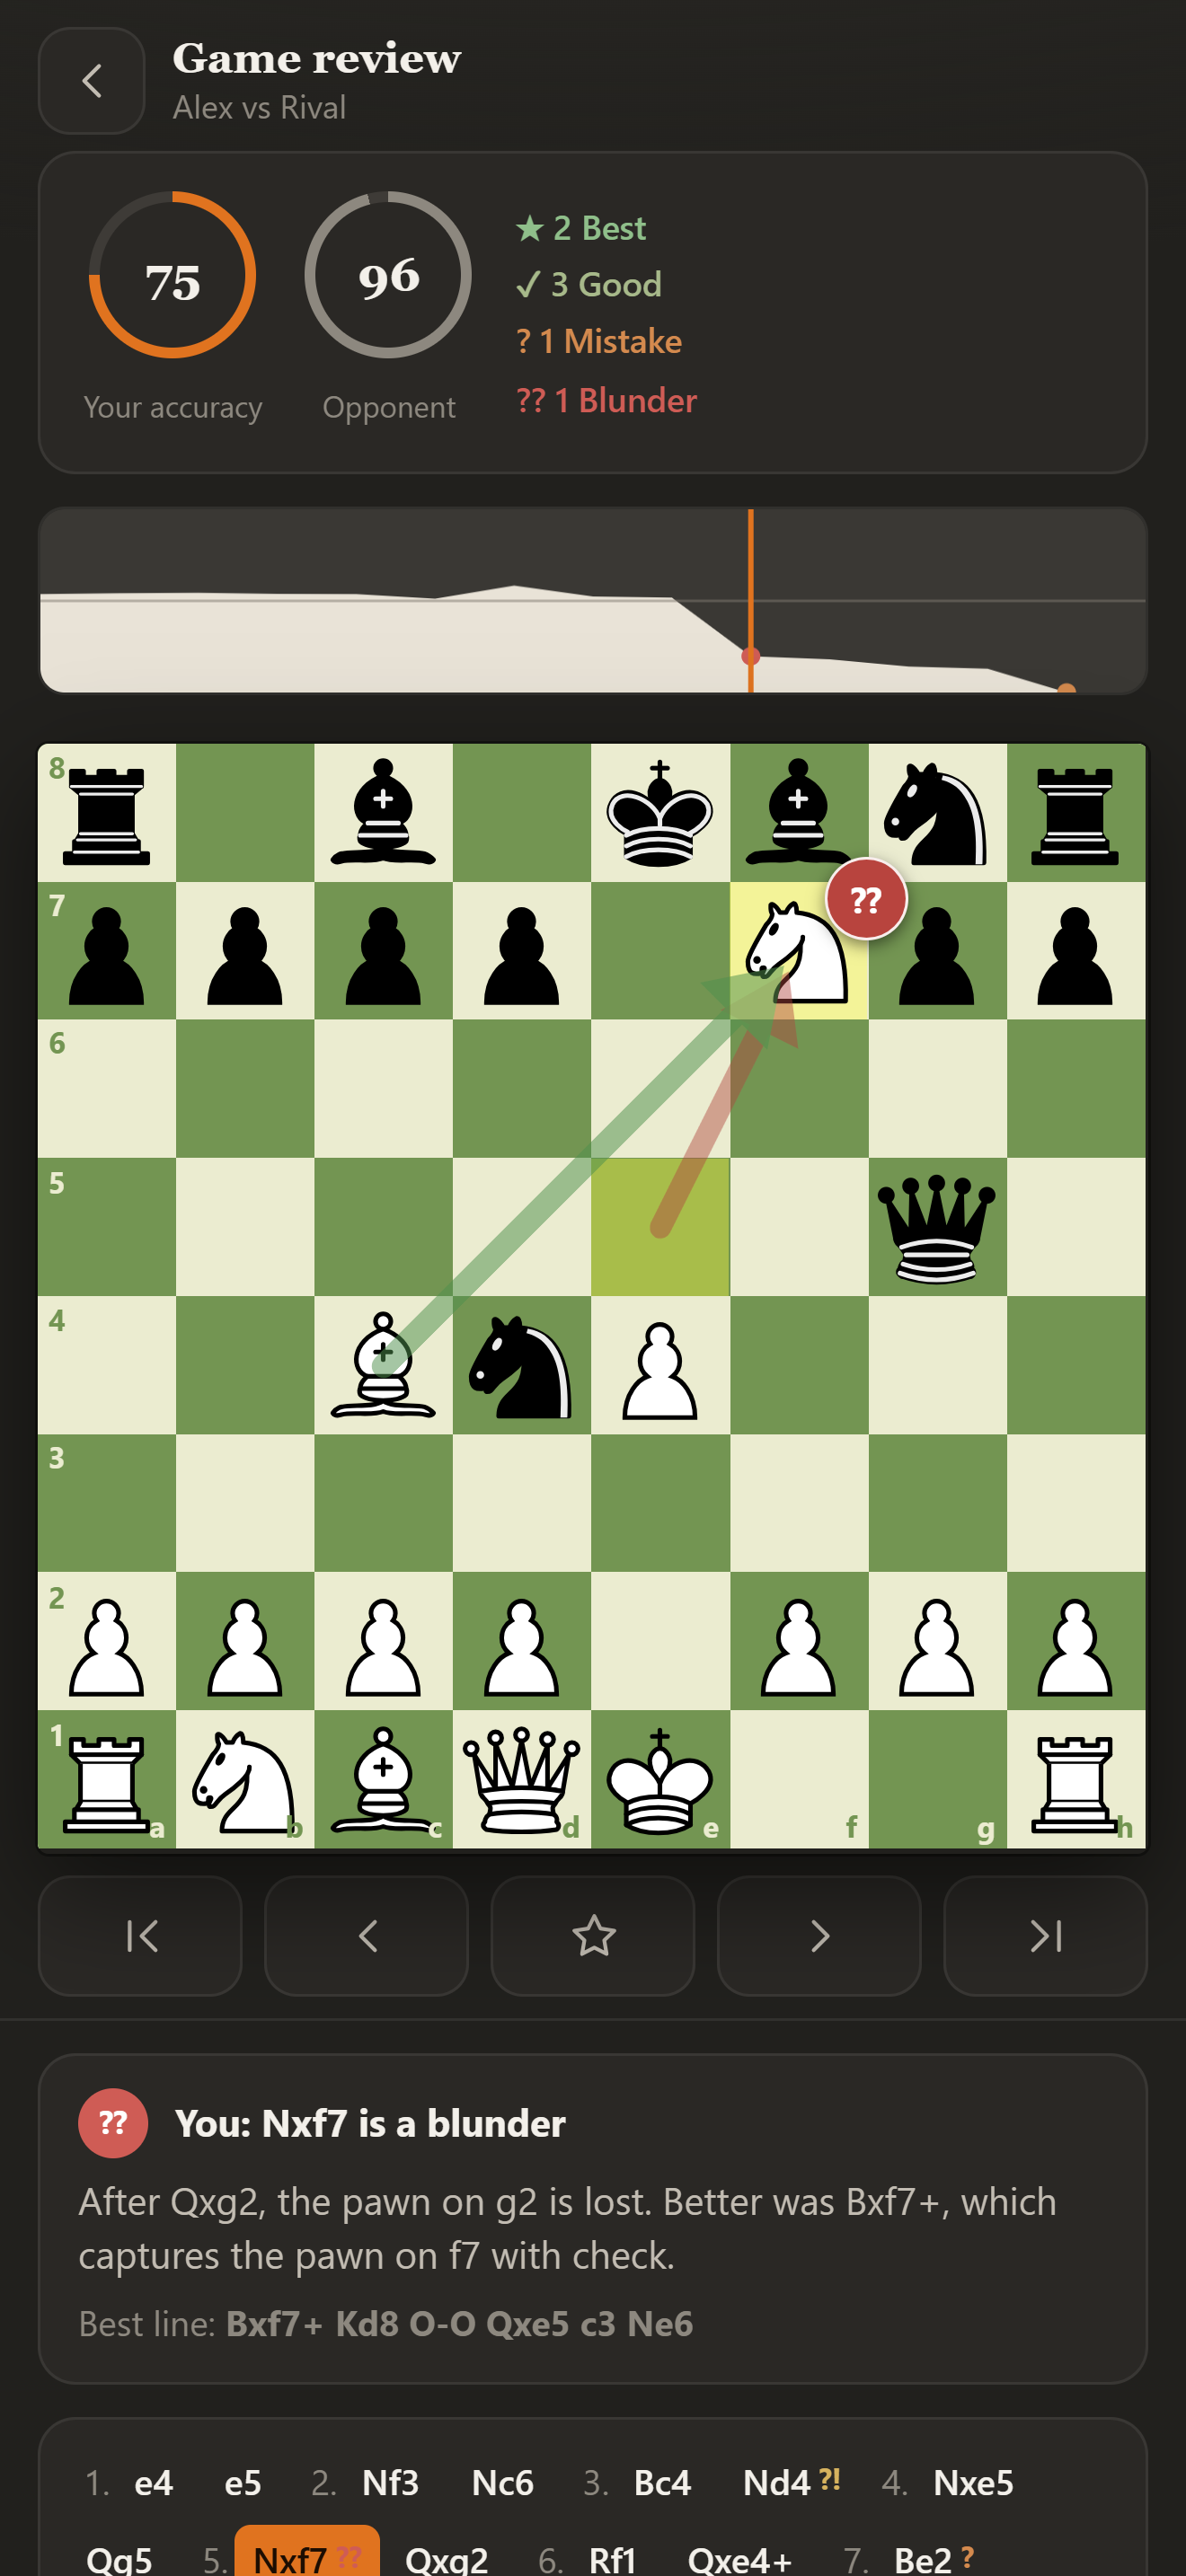 Game review
Alex vs Rival
75
96
Your accuracy
Opponent
★ 2 Best
✓ 3 Good
? 1 Mistake
?? 1 Blunder
8
7
??
6
5
4
3
2
1
a b c d e f g h
?? You: Nxf7 is a blunder
After Qxg2, the pawn on g2 is lost. Better was Bxf7+, which
captures the pawn on f7 with check.
Best line: Bxf7+ Kd8 O-O Qxe5 c3 Ne6
1. e4 e5 2. Nf3 Nc6 3. Bc4 Nd4 ?! 4. Nxe5
Qg5 5. Nxf7 ?? Qxg2 6. Rf1 Qxe4+ 7. Be2 ?